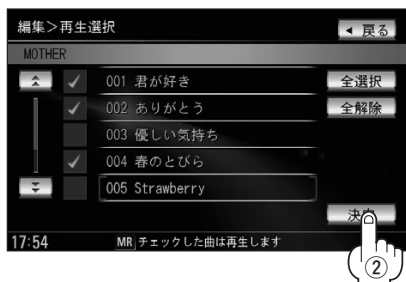 編集＞再生選択
◀ 戻る
MOTHER
001 君が好き
全選択
002 ありがとう
全解除
003 優しい気持ち
004 春のとびら
005 Strawberry
決定
17:54
MR チェックした曲は再生します
②